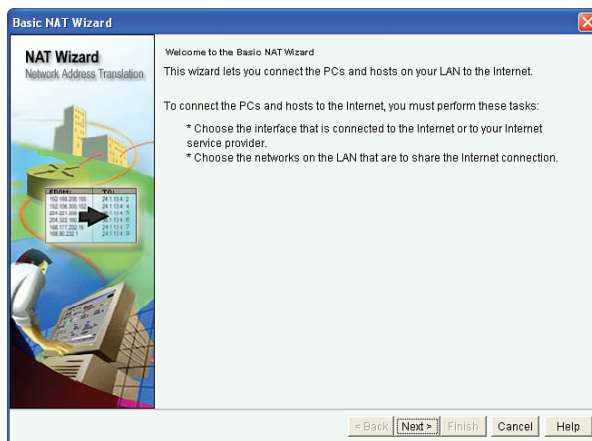 Basic NAT Wizard
NAT Wizard
Network Address Translation
Welcome to the Basic NAT Wizard
This wizard lets you connect the PCs and hosts on your LAN to the Internet.
To connect the PCs and hosts to the Internet, you must perform these tasks:
* Choose the interface that is connected to the Internet or to your Internet
service provider.
* Choose the networks on the LAN that are to share the Internet connection.
FROM: TO:
< Back Next > Finish Cancel Help